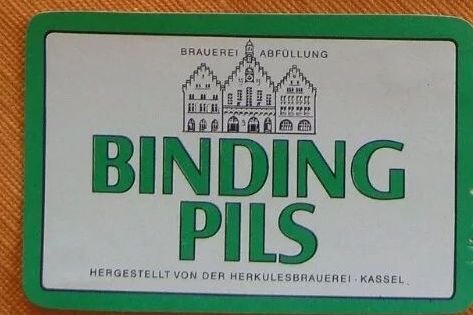 BRAUEREI ABFÜLLUNG
BINDING
PILS
HERGESTELLT VON DER HERKULESBRAUEREI · KASSEL